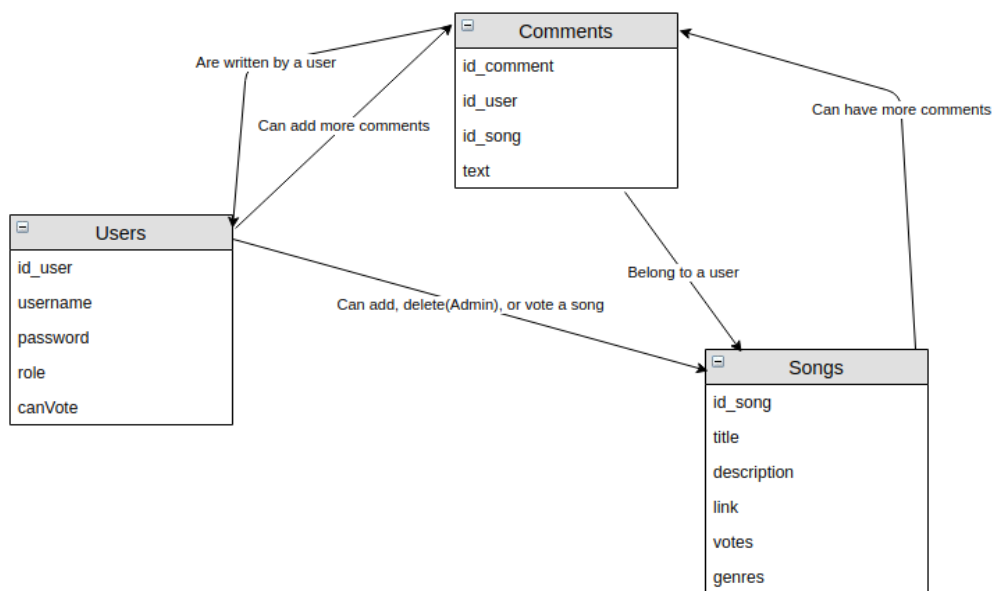 Comments
id_comment
id_user
id_song
text
Are written by a user
Can add more comments
Can have more comments
Users
id_user
username
password
role
canVote
Belong to a user
Can add, delete(Admin), or vote a song
Songs
id_song
title
description
link
votes
genres